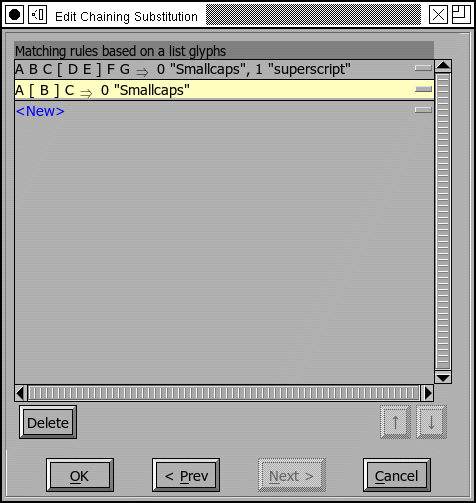 Edit Chaining Substitution
Matching rules based on a list glyphs
A B C [ D E ] F G ⇒ 0 "Smallcaps", 1 "superscript"
A [ B ] C ⇒ 0 "Smallcaps"
<New>
Delete
↑ ↓
OK < Prev Next > Cancel